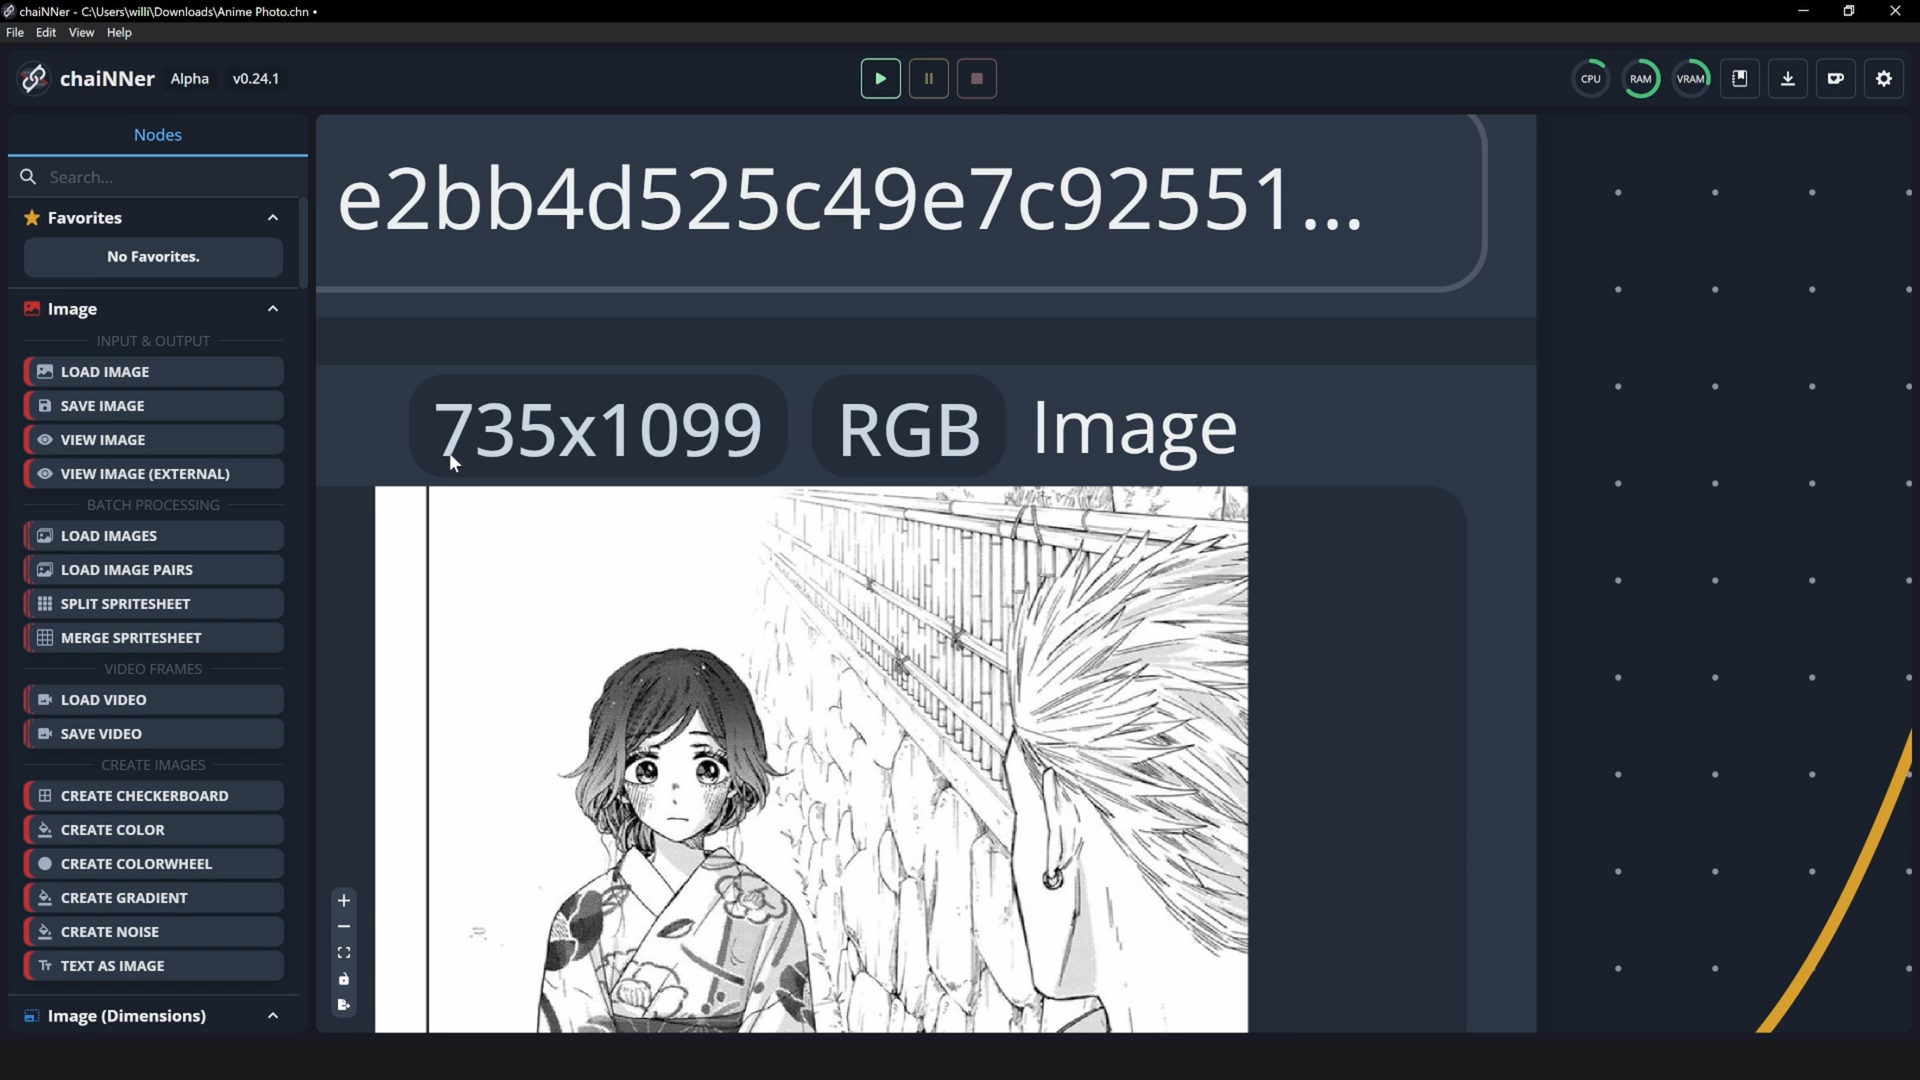 chaiNNer - C:\Users\willi\Downloads\Anime Photo.chn •
File Edit View Help
chaiNNer Alpha v0.24.1
CPU RAM VRAM
Nodes
Search...
Favorites
No Favorites.
Image
INPUT & OUTPUT
LOAD IMAGE
SAVE IMAGE
VIEW IMAGE
VIEW IMAGE (EXTERNAL)
BATCH PROCESSING
LOAD IMAGES
LOAD IMAGE PAIRS
SPLIT SPRITESHEET
MERGE SPRITESHEET
VIDEO FRAMES
LOAD VIDEO
SAVE VIDEO
CREATE IMAGES
CREATE CHECKERBOARD
CREATE COLOR
CREATE COLORWHEEL
CREATE GRADIENT
CREATE NOISE
TEXT AS IMAGE
Image (Dimensions)
e2bb4d525c49e7c92551...
735x1099 RGB Image